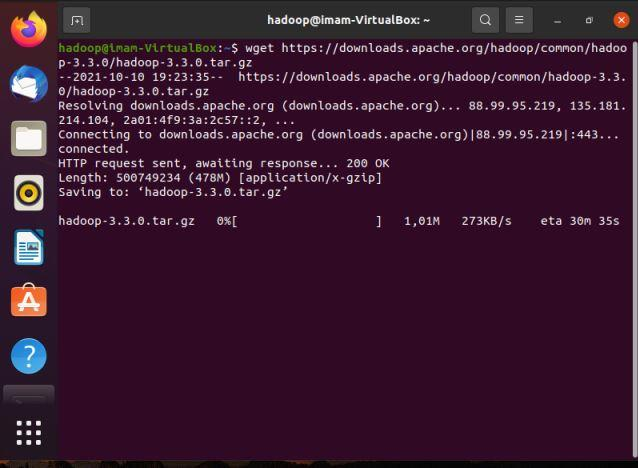 hadoop@imam-VirtualBox: ~
hadoop@imam-VirtualBox:~$ wget https://downloads.apache.org/hadoop/common/hadoo
p-3.3.0/hadoop-3.3.0.tar.gz
--2021-10-10 19:23:35--  https://downloads.apache.org/hadoop/common/hadoop-3.3.
0/hadoop-3.3.0.tar.gz
Resolving downloads.apache.org (downloads.apache.org)... 88.99.95.219, 135.181.
214.104, 2a01:4f9:3a:2c57::2, ...
Connecting to downloads.apache.org (downloads.apache.org)|88.99.95.219|:443...
connected.
HTTP request sent, awaiting response... 200 OK
Length: 500749234 (478M) [application/x-gzip]
Saving to: ‘hadoop-3.3.0.tar.gz’
hadoop-3.3.0.tar.gz   0%[                    ]   1,01M   273KB/s    eta 30m 35s